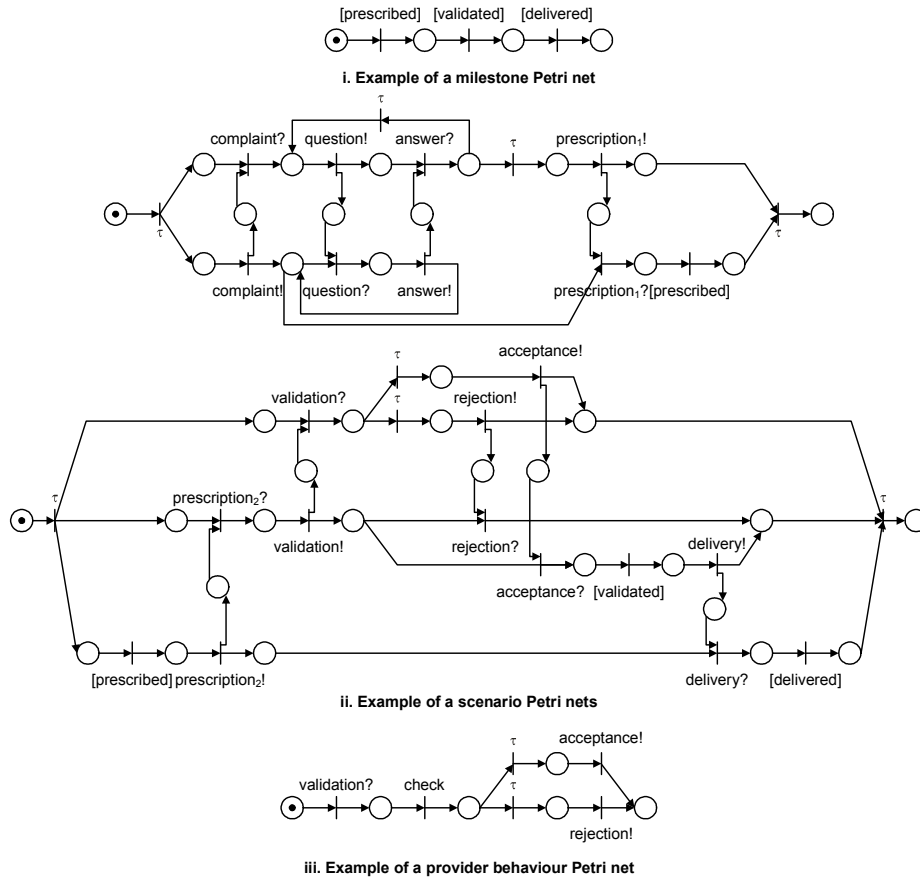 [prescribed] [validated] [delivered]
i. Example of a milestone Petri net
τ
complaint? question! answer? τ prescription₁!
τ τ
complaint! question? answer! prescription₁?[prescribed]
τ acceptance!
validation? τ rejection!
τ prescription₂? τ
validation! rejection? delivery!
acceptance? [validated]
[prescribed] prescription₂! delivery? [delivered]
ii. Example of a scenario Petri nets
τ acceptance!
validation? check τ
rejection!
iii. Example of a provider behaviour Petri net